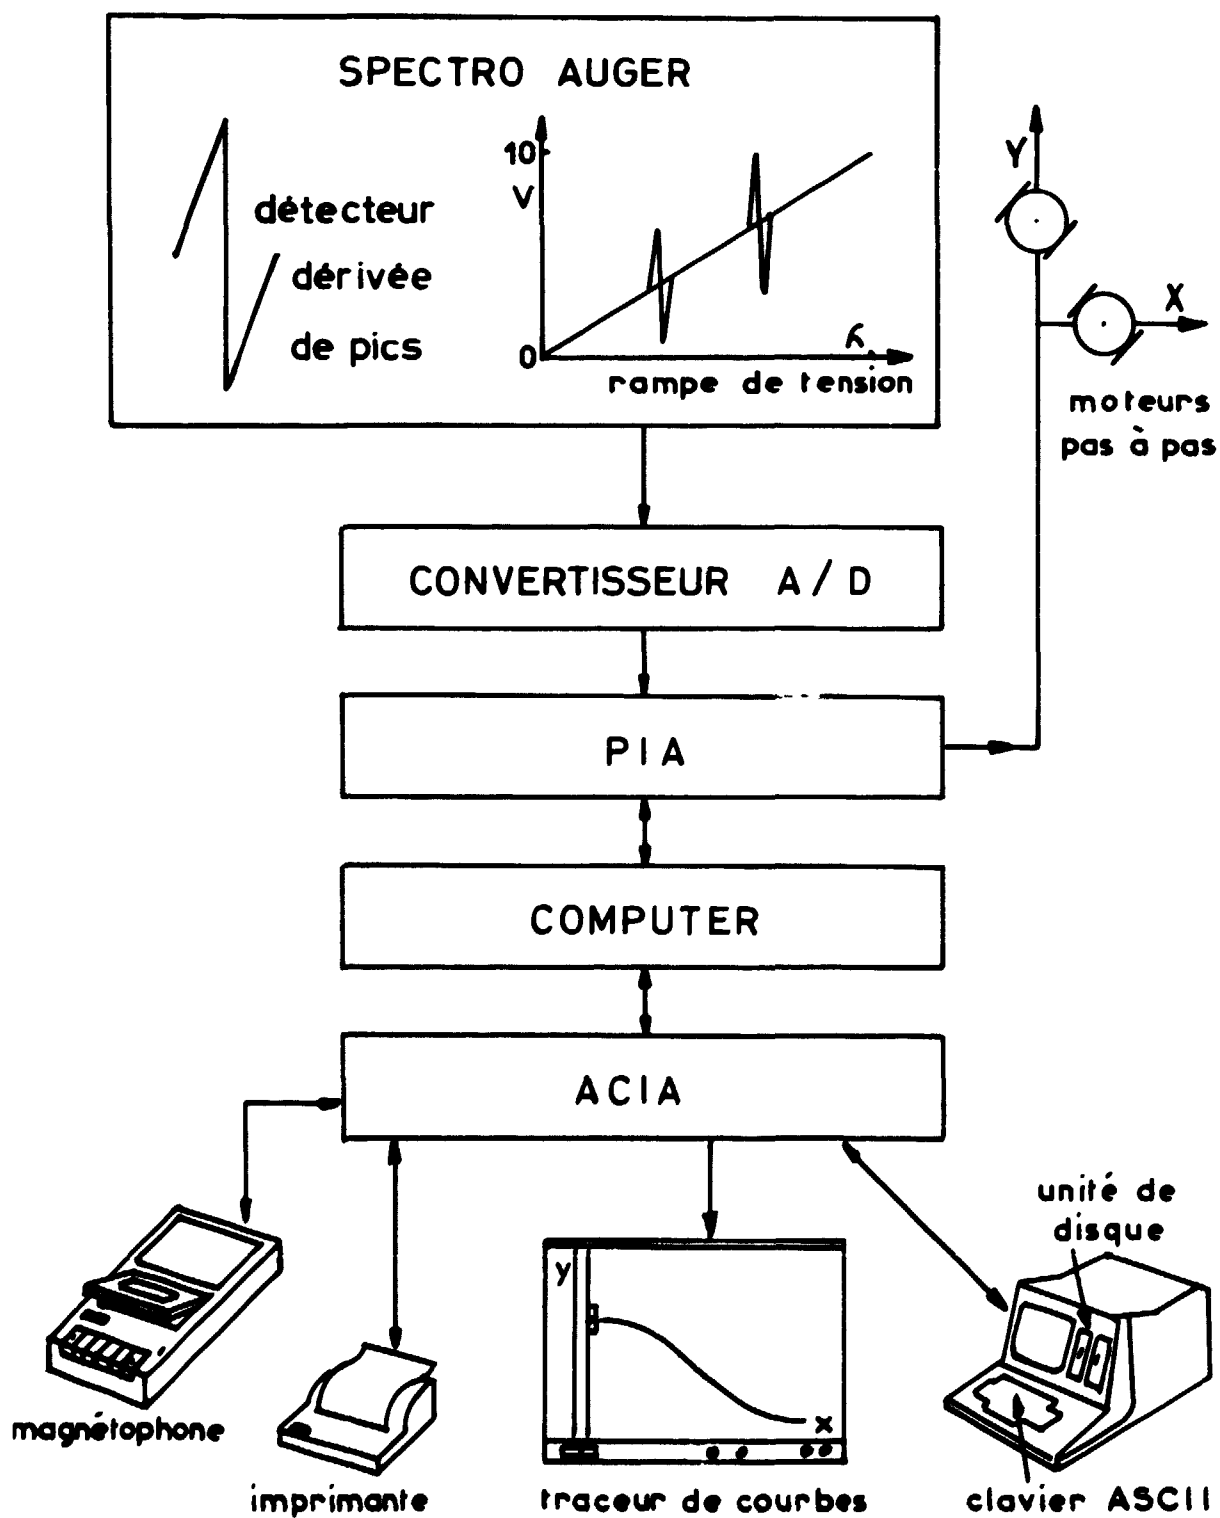 SPECTRO AUGER
détecteur
dérivée
de pics
10
V
0
rampe de tension
Y
X
moteurs
pas à pas
CONVERTISSEUR A/D
PIA
COMPUTER
ACIA
magnétophone
imprimante
y
x
traceur de courbes
unité de
disque
clavier ASCII